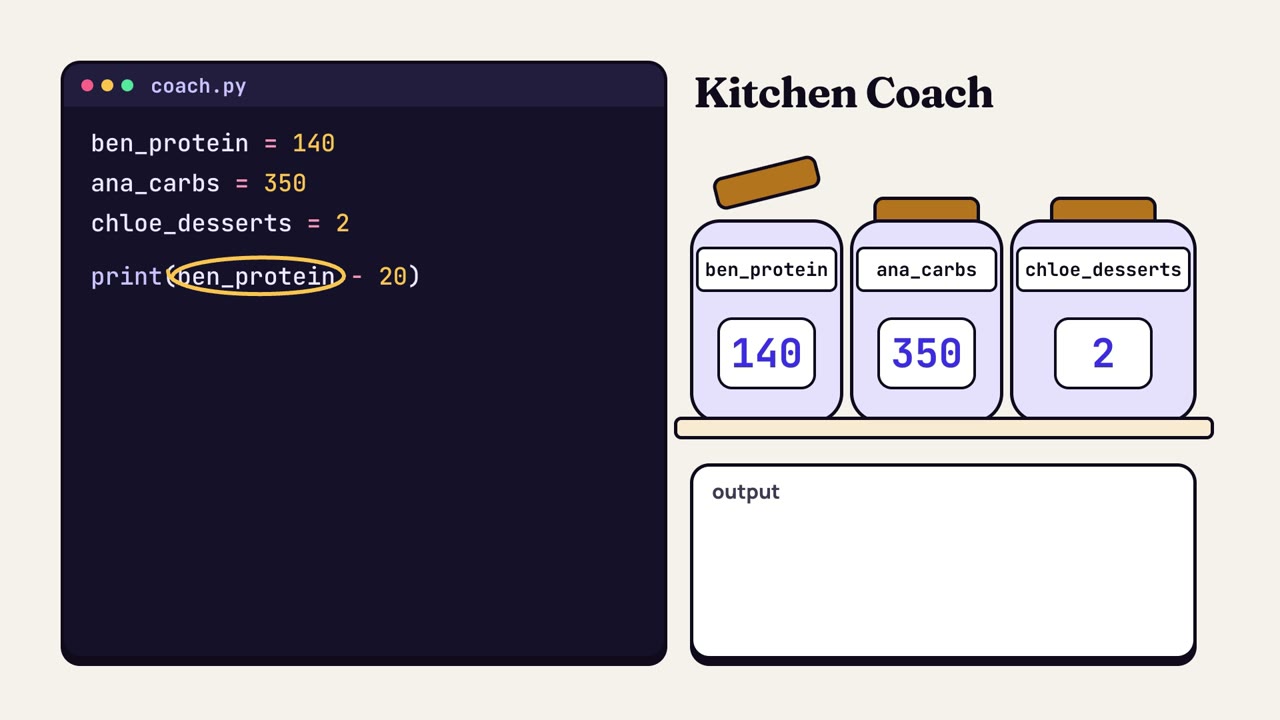 coach.py
ben_protein = 140
ana_carbs = 350
chloe_desserts = 2
print(ben_protein - 20)
Kitchen Coach
ben_protein
ana_carbs
chloe_desserts
140
350
2
output